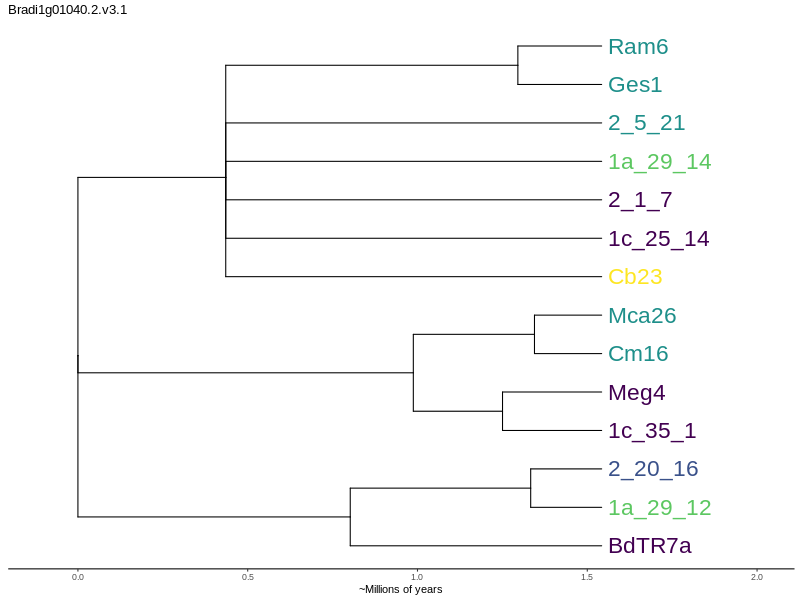 Bradi1g01040.2.v3.1
Ram6
Ges1
2_5_21
1a_29_14
2_1_7
1c_25_14
Cb23
Mca26
Cm16
Meg4
1c_35_1
2_20_16
1a_29_12
BdTR7a
0.0 0.5 1.0 1.5 2.0
~Millions of years